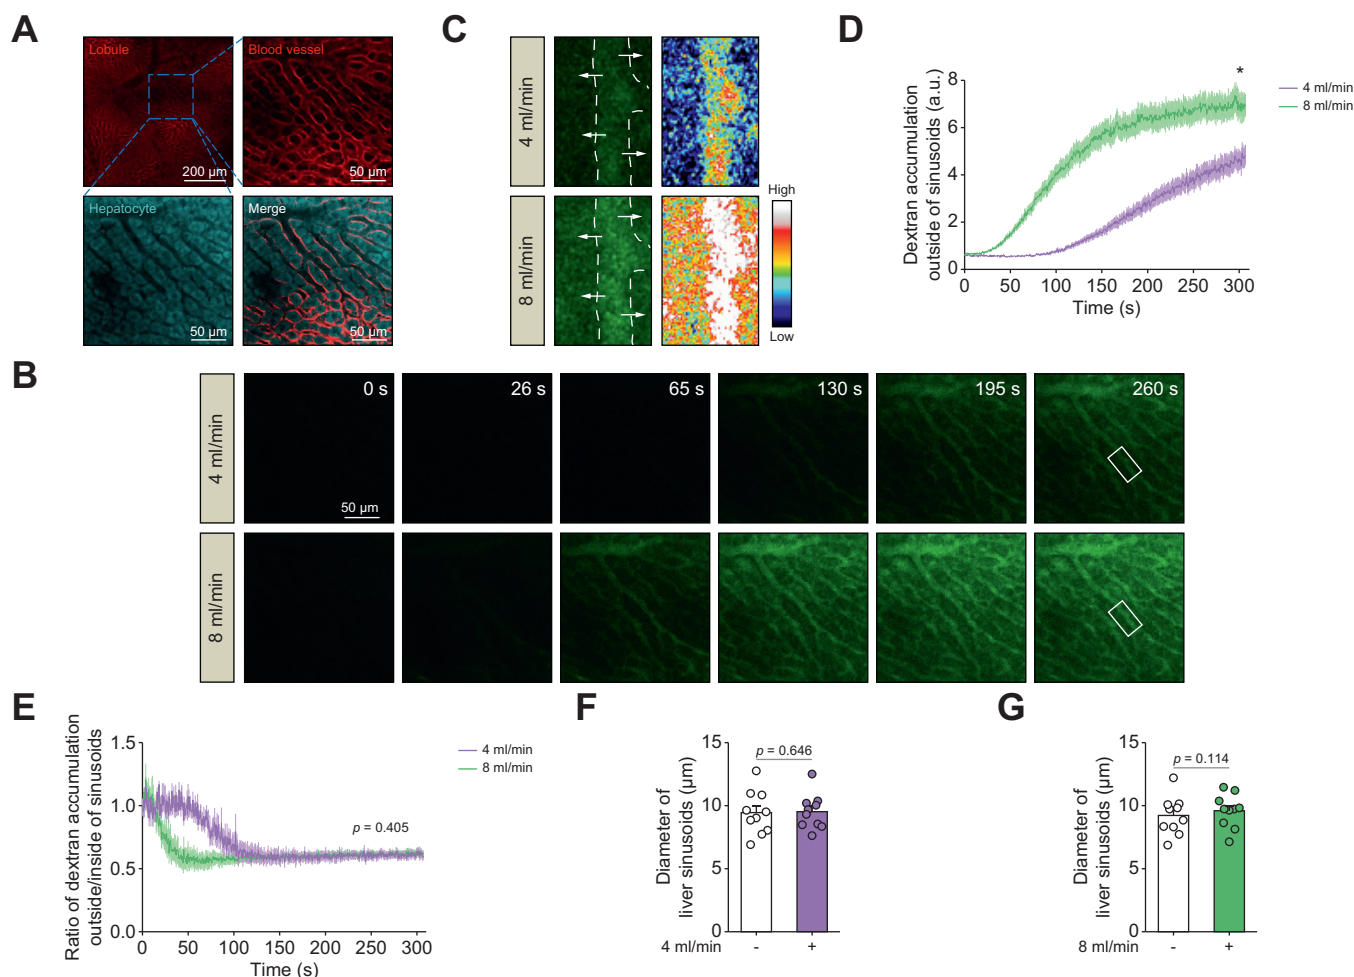 A
Lobule
200 µm
Blood vessel
50 µm
Hepatocyte
50 µm
Merge
50 µm
C
4 ml/min
8 ml/min
High
Low
D
Dextran accumulation
outside of sinusoids (a.u.)
8
6
4
2
0
0 50 100 150 200 250 300
Time (s)
*
4 ml/min
8 ml/min
B
4 ml/min
0 s
26 s
65 s
130 s
195 s
260 s
50 µm
8 ml/min
E
Ratio of dextran accumulation
outside/inside of sinusoids
1.5
1.0
0.5
0.0
0 50 100 150 200 250 300
Time (s)
p = 0.405
4 ml/min
8 ml/min
F
Diameter of
liver sinusoids (µm)
15
10
5
0
p = 0.646
4 ml/min - +
G
Diameter of
liver sinusoids (µm)
15
10
5
0
p = 0.114
8 ml/min - +